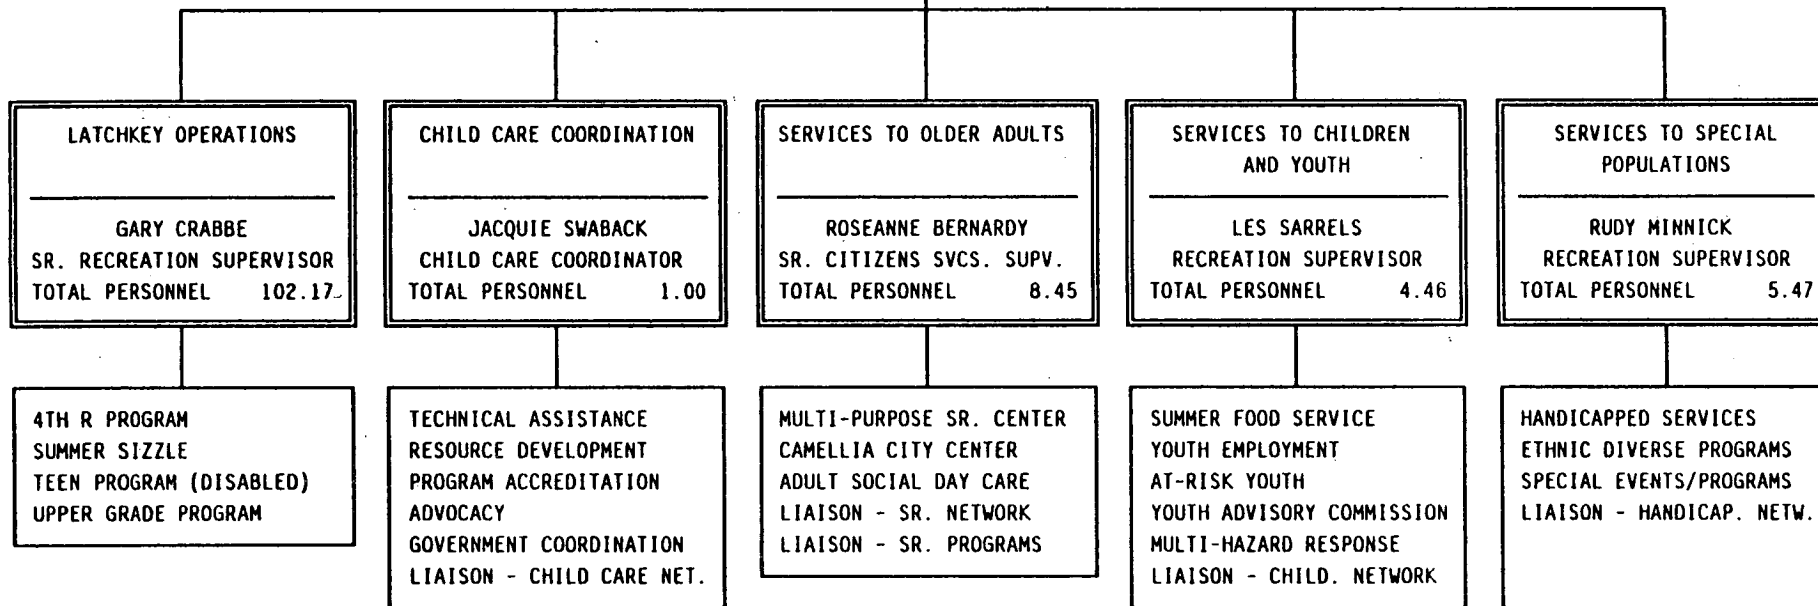 LATCHKEY OPERATIONS
GARY CRABBE
SR. RECREATION SUPERVISOR
TOTAL PERSONNEL 102.17
4TH R PROGRAM
SUMMER SIZZLE
TEEN PROGRAM (DISABLED)
UPPER GRADE PROGRAM
CHILD CARE COORDINATION
JACQUIE SWABACK
CHILD CARE COORDINATOR
TOTAL PERSONNEL 1.00
TECHNICAL ASSISTANCE
RESOURCE DEVELOPMENT
PROGRAM ACCREDITATION
ADVOCACY
GOVERNMENT COORDINATION
LIAISON - CHILD CARE NET.
SERVICES TO OLDER ADULTS
ROSEANNE BERNARDY
SR. CITIZENS SVCS. SUPV.
TOTAL PERSONNEL 8.45
MULTI-PURPOSE SR. CENTER
CAMELLIA CITY CENTER
ADULT SOCIAL DAY CARE
LIAISON - SR. NETWORK
LIAISON - SR. PROGRAMS
SERVICES TO CHILDREN
AND YOUTH
LES SARRELS
RECREATION SUPERVISOR
TOTAL PERSONNEL 4.46
SUMMER FOOD SERVICE
YOUTH EMPLOYMENT
AT-RISK YOUTH
YOUTH ADVISORY COMMISSION
MULTI-HAZARD RESPONSE
LIAISON - CHILD. NETWORK
SERVICES TO SPECIAL
POPULATIONS
RUDY MINNICK
RECREATION SUPERVISOR
TOTAL PERSONNEL 5.47
HANDICAPPED SERVICES
ETHNIC DIVERSE PROGRAMS
SPECIAL EVENTS/PROGRAMS
LIAISON - HANDICAP. NETW.